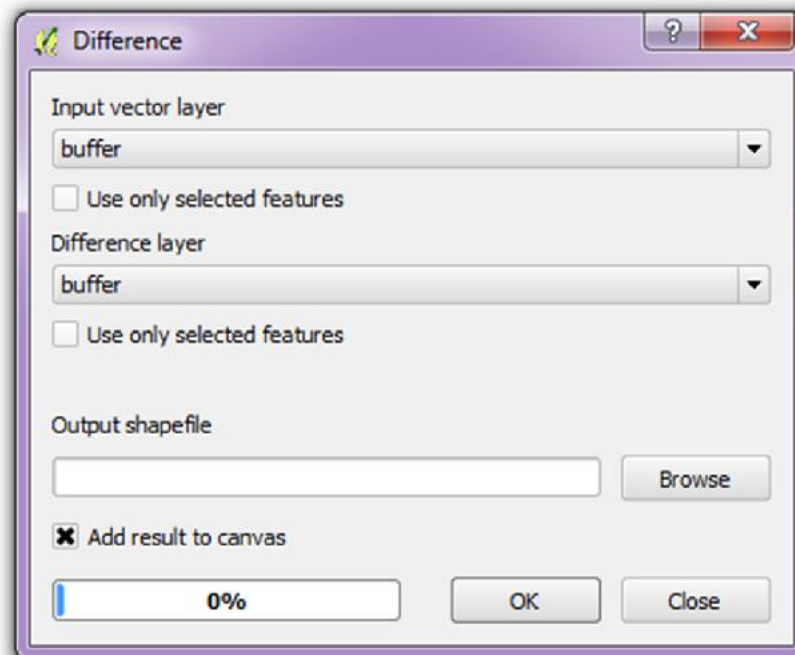 Difference
Input vector layer
buffer
Use only selected features
Difference layer
buffer
Use only selected features
Output shapefile
Browse
Add result to canvas
0% OK Close